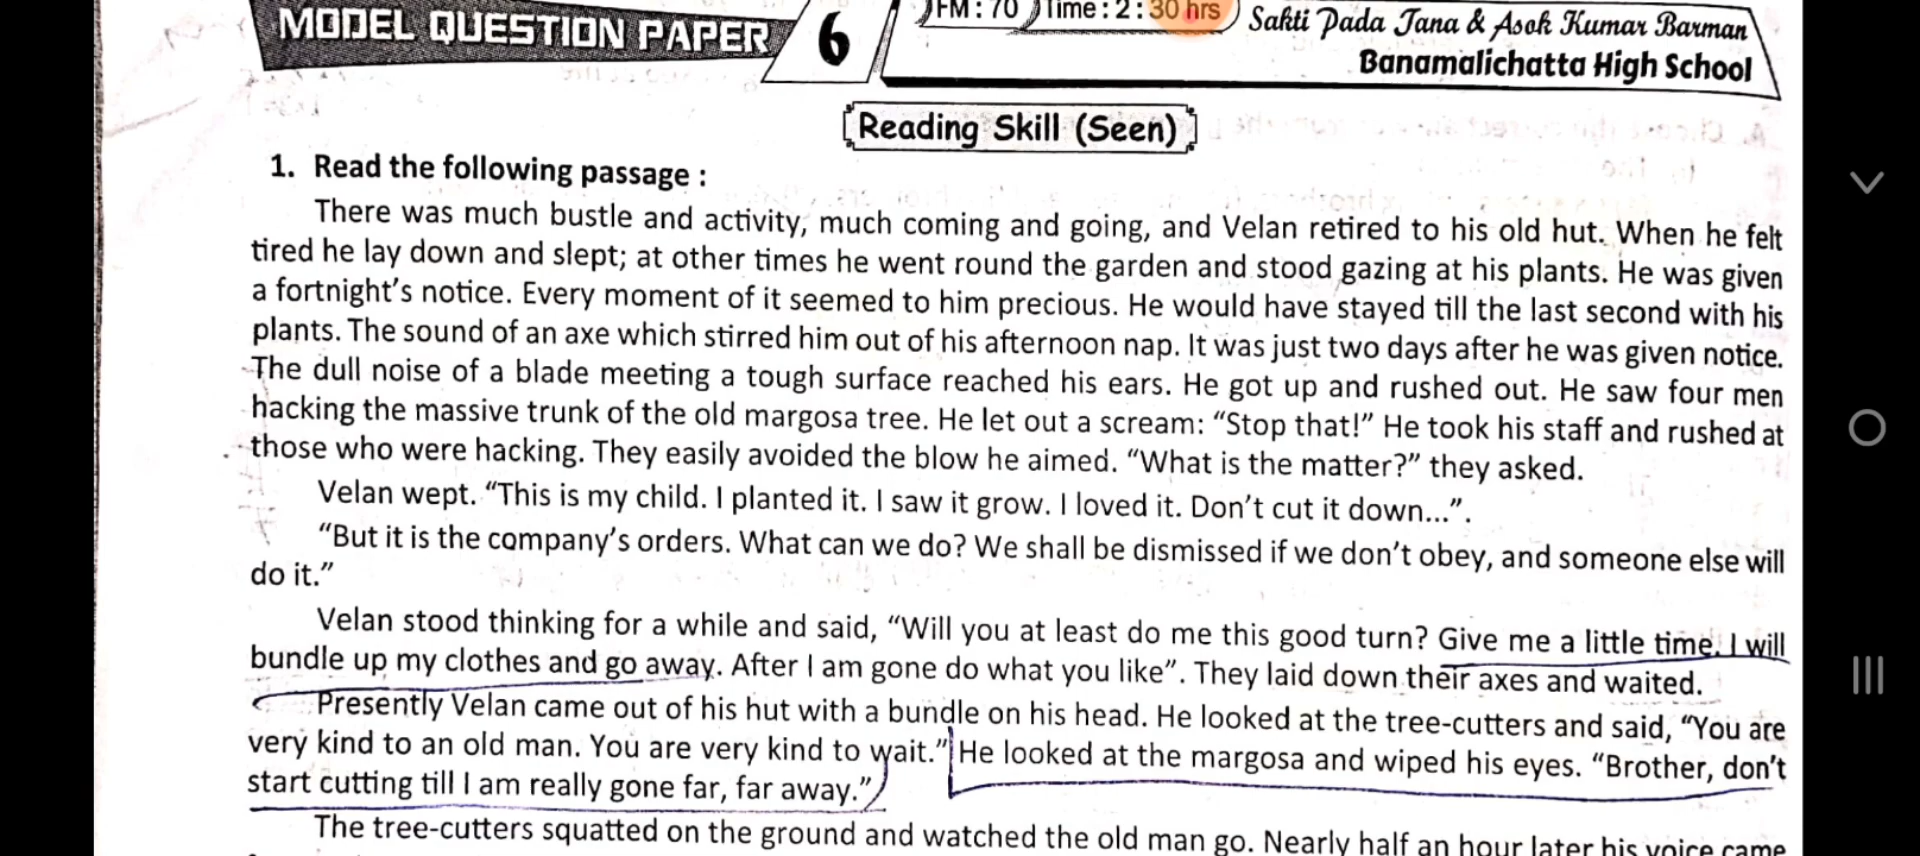 MODEL QUESTION PAPER 6 FM : 70 Time : 2 : 30 hrs Sakti Pada Jana & Asok Kumar Barman
Banamalichatta High School
Reading Skill (Seen)
1. Read the following passage :
There was much bustle and activity, much coming and going, and Velan retired to his old hut. When he felt
tired he lay down and slept; at other times he went round the garden and stood gazing at his plants. He was given
a fortnight's notice. Every moment of it seemed to him precious. He would have stayed till the last second with his
plants. The sound of an axe which stirred him out of his afternoon nap. It was just two days after he was given notice.
The dull noise of a blade meeting a tough surface reached his ears. He got up and rushed out. He saw four men
hacking the massive trunk of the old margosa tree. He let out a scream: “Stop that!” He took his staff and rushed at
those who were hacking. They easily avoided the blow he aimed. “What is the matter?” they asked.
Velan wept. “This is my child. I planted it. I saw it grow. I loved it. Don't cut it down...”.
“But it is the company's orders. What can we do? We shall be dismissed if we don't obey, and someone else will
do it.”
Velan stood thinking for a while and said, “Will you at least do me this good turn? Give me a little time. I will
bundle up my clothes and go away. After I am gone do what you like”. They laid down their axes and waited.
Presently Velan came out of his hut with a bundle on his head. He looked at the tree-cutters and said, “You are
very kind to an old man. You are very kind to wait.” He looked at the margosa and wiped his eyes. “Brother, don't
start cutting till I am really gone far, far away.”
The tree-cutters squatted on the ground and watched the old man go. Nearly half an hour later his voice came